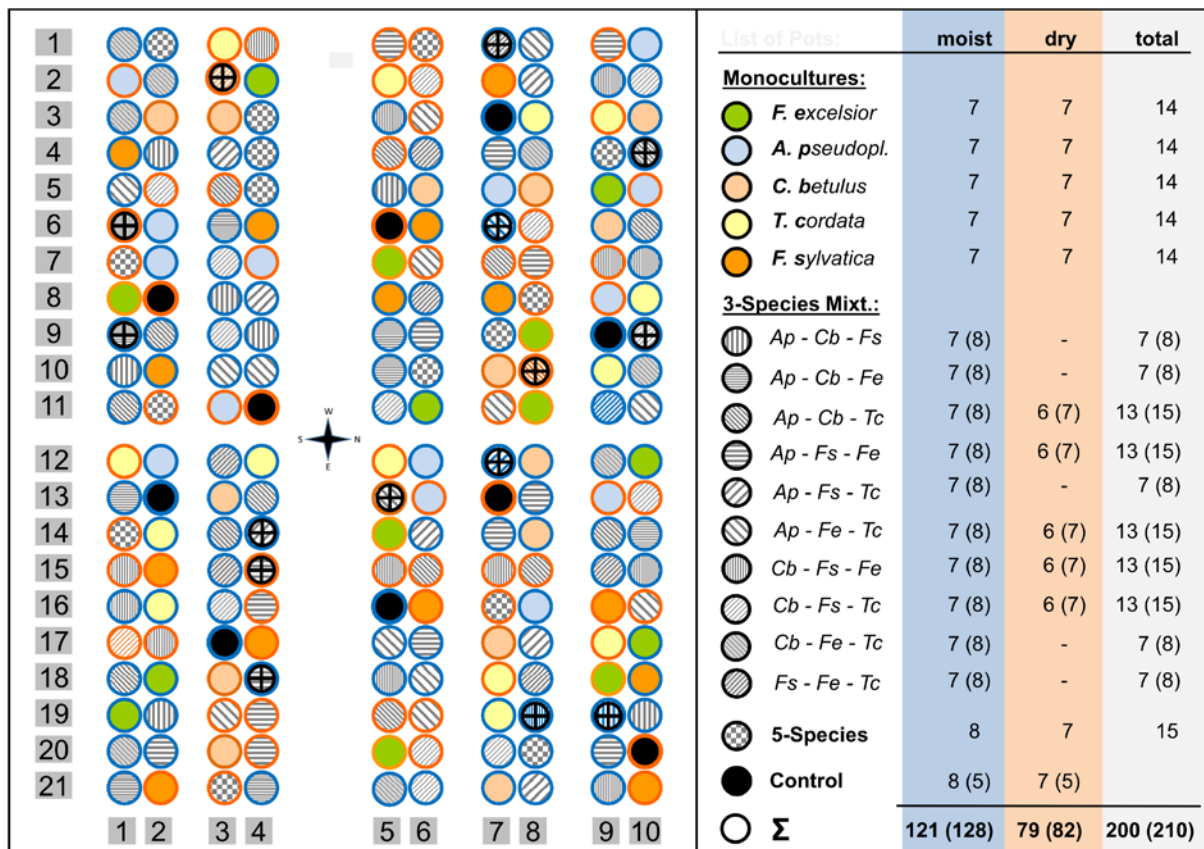 List of Pots: moist dry total
Monocultures:
F. excelsior 7 7 14
A. pseudopl. 7 7 14
C. betulus 7 7 14
T. cordata 7 7 14
F. sylvatica 7 7 14
3-Species Mixt.:
Ap - Cb - Fs 7 (8) - 7 (8)
Ap - Cb - Fe 7 (8) - 7 (8)
Ap - Cb - Tc 7 (8) 6 (7) 13 (15)
Ap - Fs - Fe 7 (8) 6 (7) 13 (15)
Ap - Fs - Tc 7 (8) - 7 (8)
Ap - Fe - Tc 7 (8) 6 (7) 13 (15)
Cb - Fs - Fe 7 (8) 6 (7) 13 (15)
Cb - Fs - Tc 7 (8) 6 (7) 13 (15)
Cb - Fe - Tc 7 (8) - 7 (8)
Fs - Fe - Tc 7 (8) - 7 (8)
5-Species 8 7 15
Control 8 (5) 7 (5)
Σ 121 (128) 79 (82) 200 (210)
1
2
3
4
5
6
7
8
9
10
11
W
S N
E
12
13
14
15
16
17
18
19
20
21
1 2 3 4 5 6 7 8 9 10